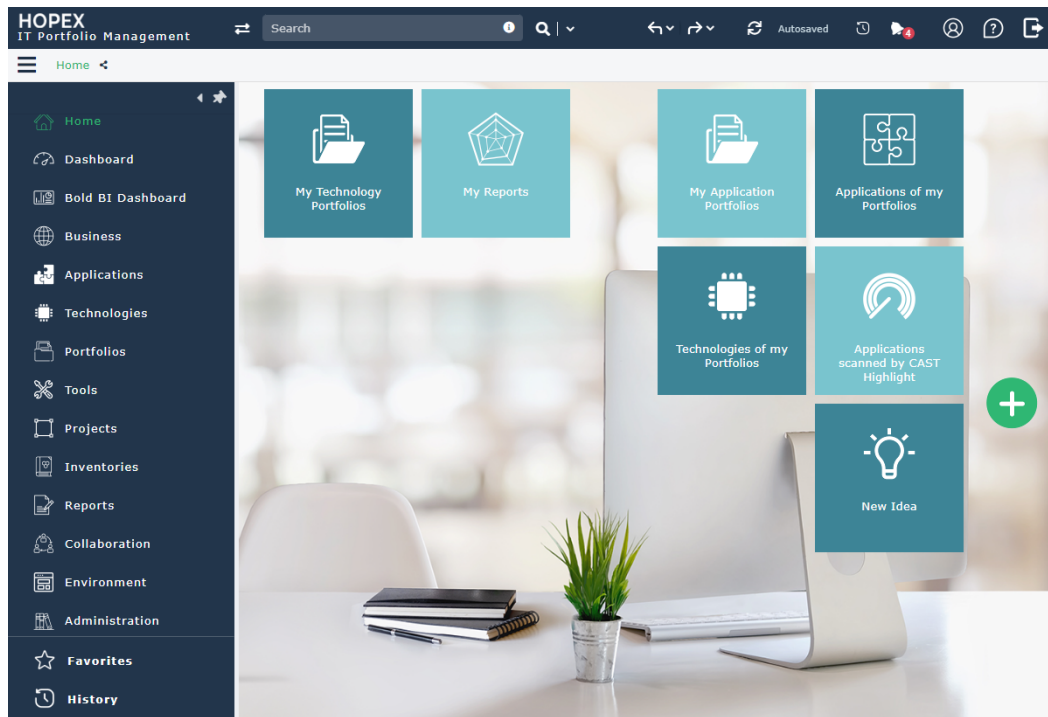 HOPEX
IT Portfolio Management
Search
Autosaved
4
Home
Home
Dashboard
Bold BI Dashboard
Business
Applications
Technologies
Portfolios
Tools
Projects
Inventories
Reports
Collaboration
Environment
Administration
Favorites
History
My Technology
Portfolios
My Reports
My Application
Portfolios
Applications of my
Portfolios
Technologies of my
Portfolios
Applications
scanned by CAST
Highlight
New Idea